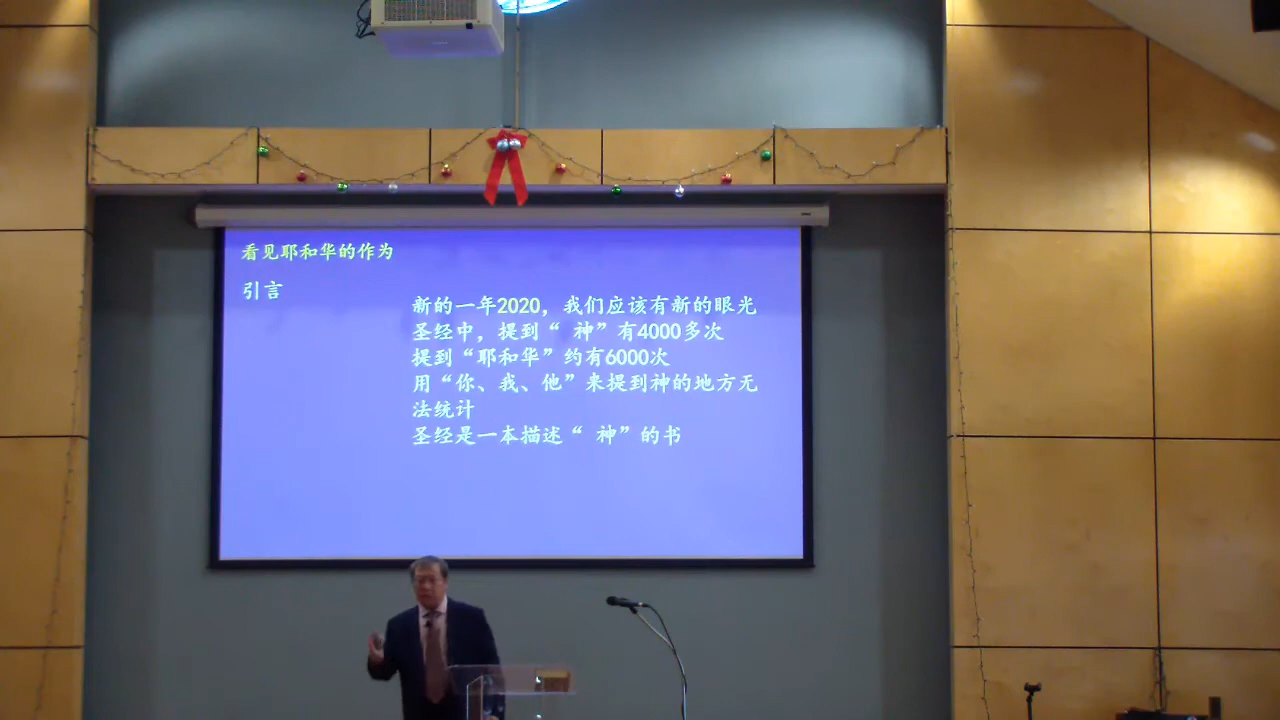 看见耶和华的作为
引言
新的一年2020，我们应该有新的眼光
圣经中，提到“ 神”有4000多次
提到“耶和华”约有6000次
用“你、我、他”来提到神的地方无
法统计
圣经是一本描述“ 神”的书